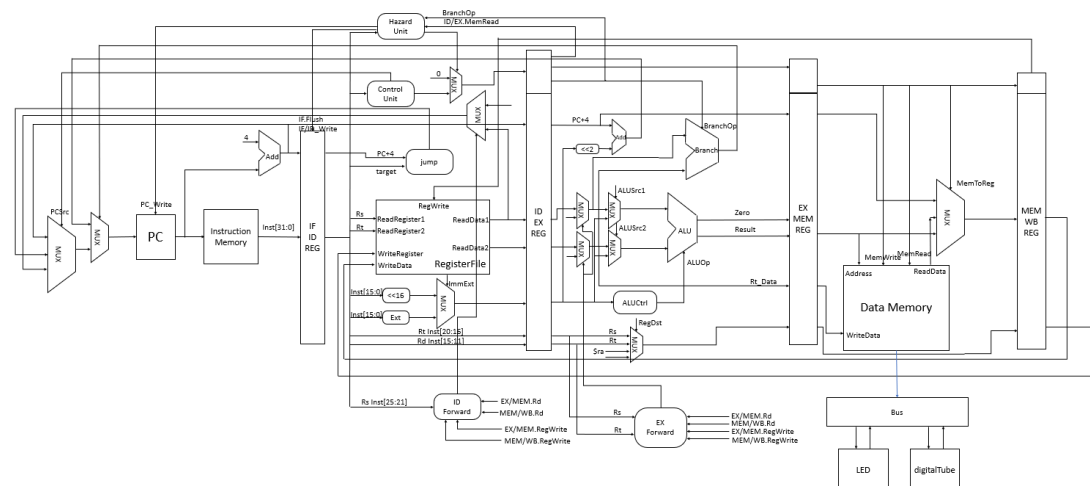 BranchOp
ID/EX.MemRead
Hazard
Unit
0
MUX
Control
Unit
MUX
IF.Flush
IF/ID_Write
4
Add
PC+4
jump
target
PC+4
Add
<<2
BranchOp
Branch
PCSrc
PC_Write
MUX
MUX
PC
Instruction
Memory
Inst[31:0]
IF
ID
REG
RegWrite
Rs
ReadRegister1
Rt
ReadRegister2
ReadData1
ReadData2
WriteRegister
WriteData
RegisterFile
ID
EX
REG
MUX
MUX
ALUSrc1
MUX
ALUSrc2
MUX
ALU
Zero
Result
ALUOp
EX
MEM
REG
MemToReg
MUX
MEM
WB
REG
MemWrite
MemRead
Address
ReadData
Data Memory
WriteData
Inst[15:0]
<<16
ImmExt
MUX
Inst[15:0]
Ext
ALUCtrl
Rt_Data
RegDst
Rt Inst[20:16]
Rd Inst[15:11]
Rs
Rt
MUX
Rs Inst[25:21]
ID
Forward
EX/MEM.Rd
MEM/WB.Rd
EX/MEM.RegWrite
MEM/WB.RegWrite
Rs
Rt
EX
Forward
EX/MEM.Rd
MEM/WB.Rd
EX/MEM.RegWrite
MEM/WB.RegWrite
Bus
LED
digitalTube